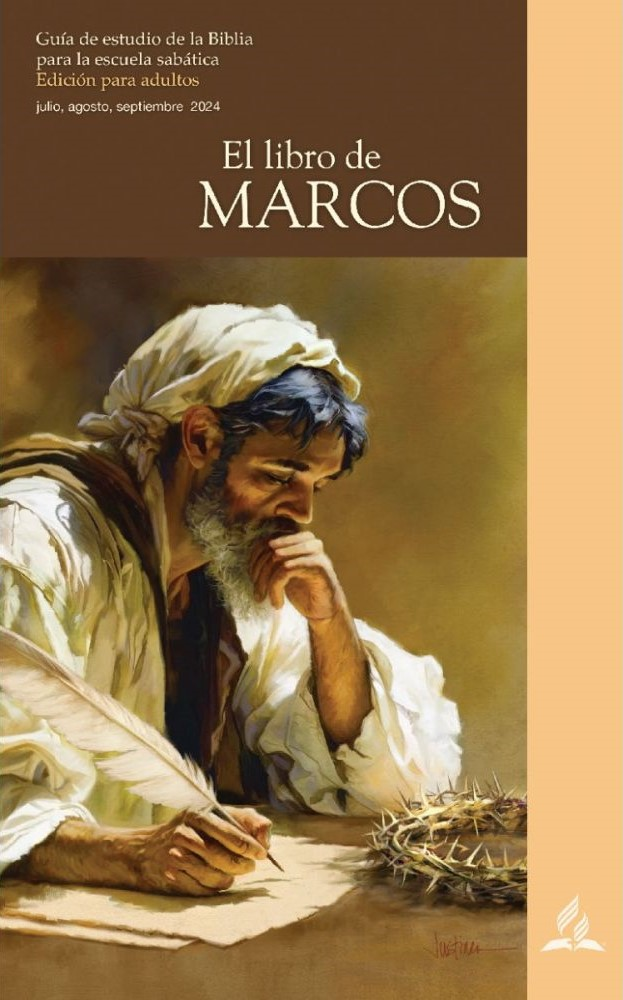 Guía de estudio de la Biblia
para la escuela sabática
Edición para adultos
julio, agosto, septiembre 2024
El libro de
MARCOS